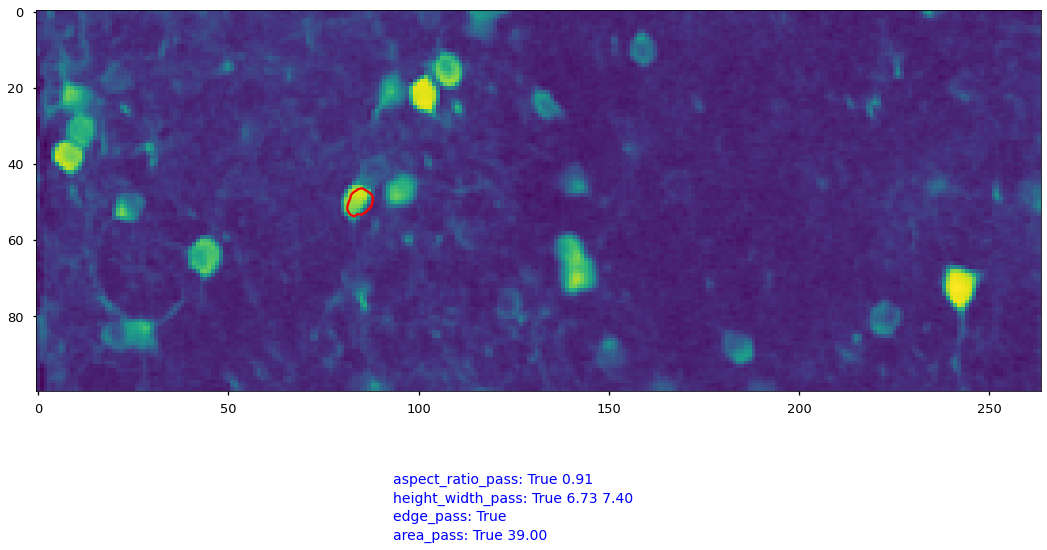 0
20
40
60
80
0 50 100 150 200 250
aspect_ratio_pass: True 0.91
height_width_pass: True 6.73 7.40
edge_pass: True
area_pass: True 39.00